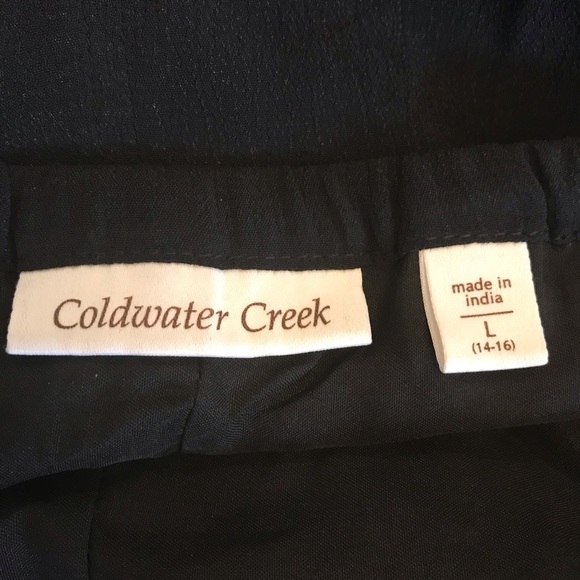 Coldwater Creek
made in
india
L
(14-16)